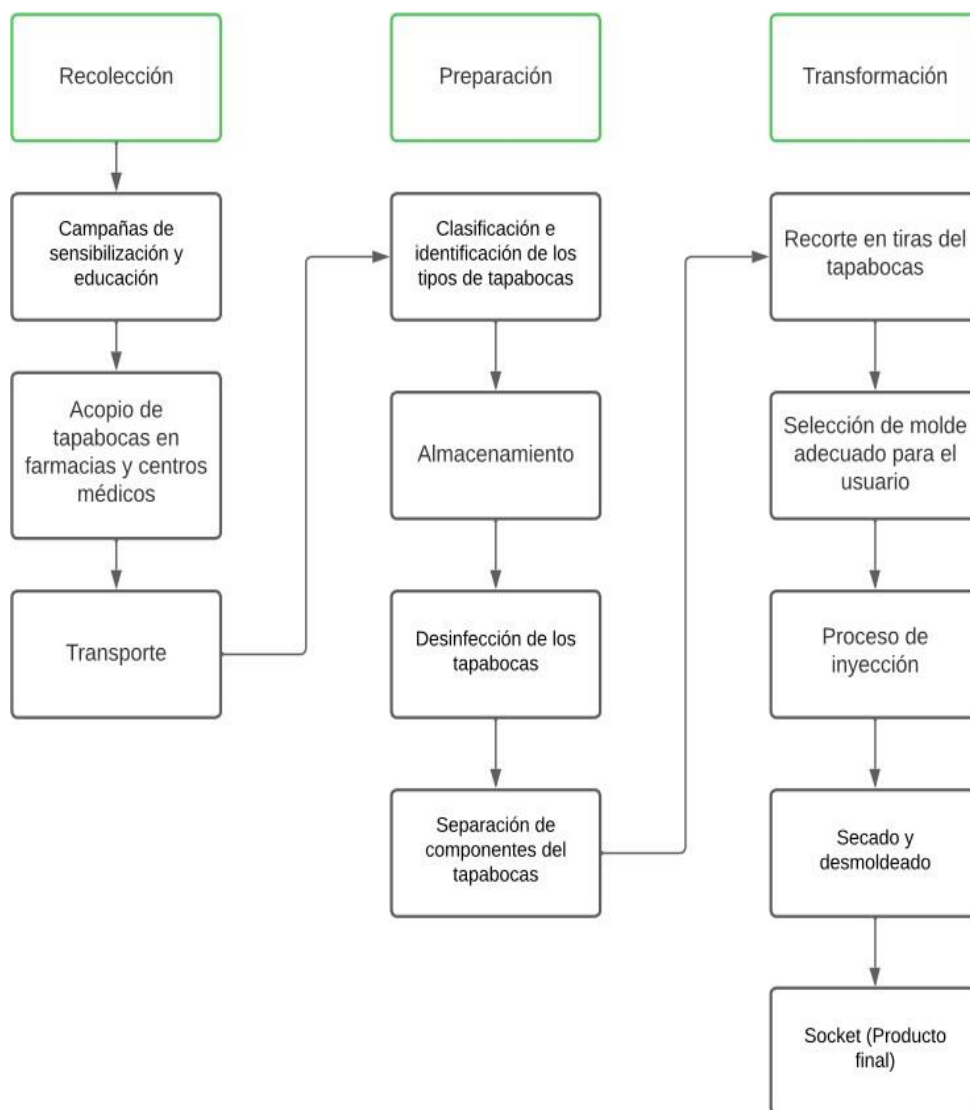 Recolección
Campañas de
sensibilización y
educación
Acopio de
tapabocas en
farmacias y centros
médicos
Transporte
Preparación
Clasificación e
identificación de los
tipos de tapabocas
Almacenamiento
Desinfección de los
tapabocas
Separación de
componentes del
tapabocas
Transformación
Recorte en tiras del
tapabocas
Selección de molde
adecuado para el
usuario
Proceso de
inyección
Secado y
desmoldeado
Socket (Producto
final)